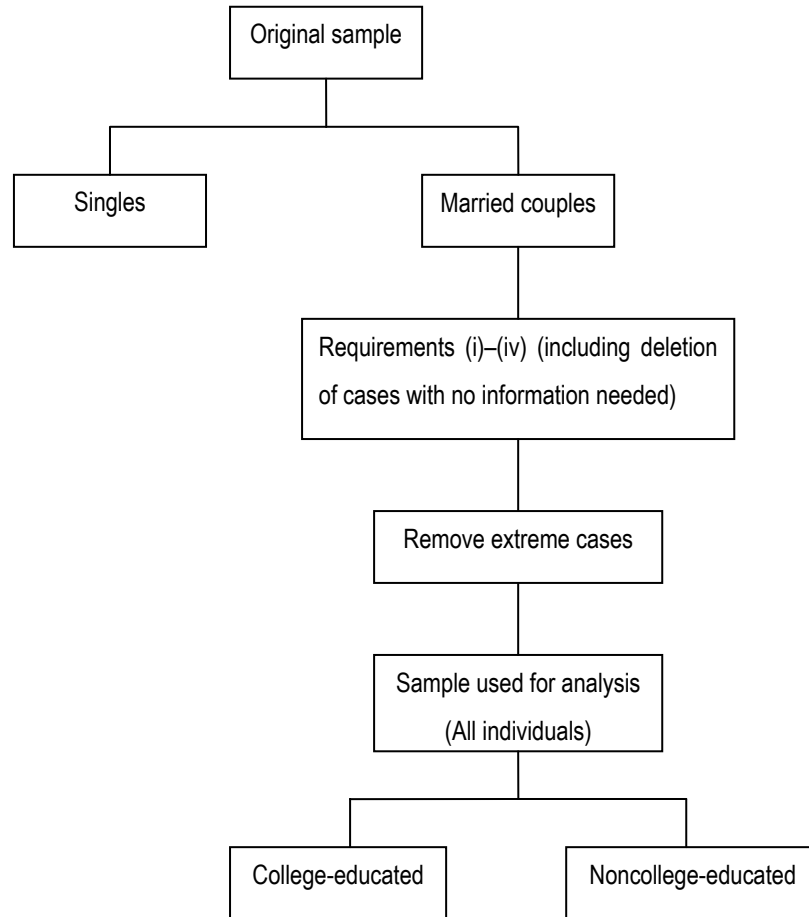 Original sample
Singles
Married couples
Requirements (i)–(iv) (including deletion
of cases with no information needed)
Remove extreme cases
Sample used for analysis
(All individuals)
College-educated
Noncollege-educated